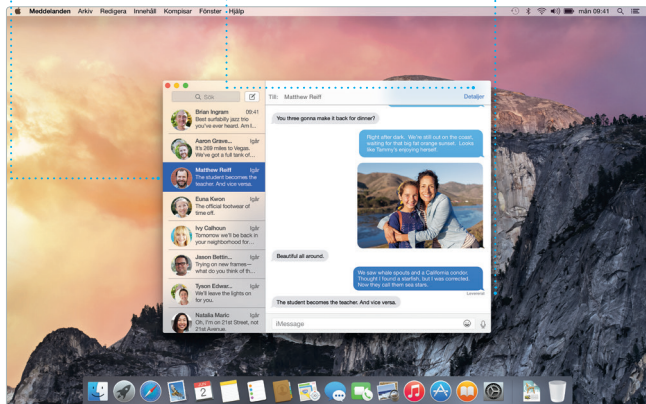 Meddelanden Arkiv Redigera Innehåll Kompisar Fönster Hjälp
mån 09:41
Sök
Till: Matthew Reiff
Detaljer
Brian Ingram 09:41
Best surfabilly jazz trio
you've ever heard. Am I...
Aaron Grave... Igår
It's 269 miles to Vegas.
We've got a full tank of...
Matthew Reiff Igår
The student becomes the
teacher. And vice versa.
Euna Kwon Igår
The official footwear of
time off.
Ivy Calhoun Igår
Tomorrow we'll be back in
your neighborhood for...
Jason Bettin... Igår
Trying on new frames—
what do you think of th...
Tyson Edwar... Igår
We'll leave the lights on
for you.
Natalia Maric Igår
Oh, I'm on 21st Street, not
21st Avenue.
You three gonna make it back for dinner?
Right after dark. We're still out on the coast,
waiting for that big fat orange sunset. Looks
like Tammy's enjoying herself.
Beautiful all around.
We saw whale spouts and a California condor.
Thought I found a starfish, but I was corrected.
Now they call them sea stars.
Levererat
The student becomes the teacher. And vice versa.
iMessage
2